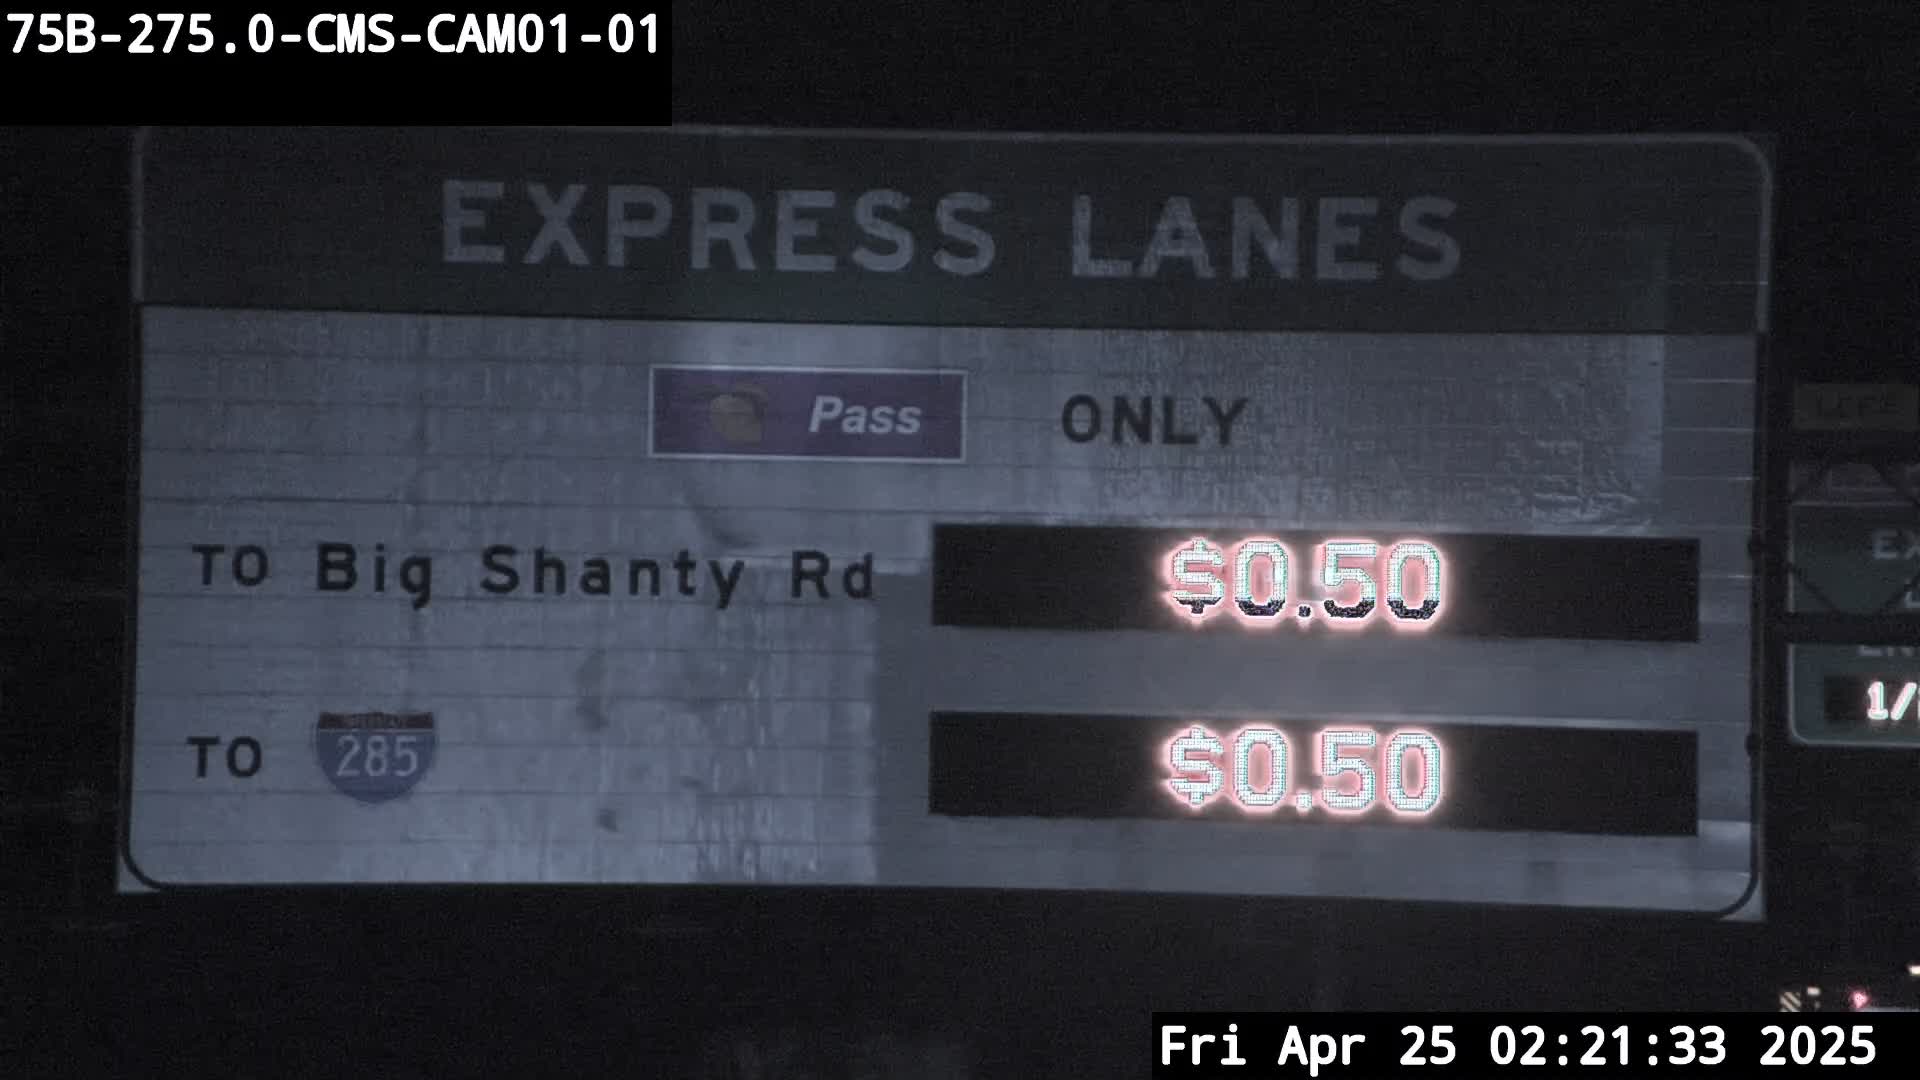 75B-275.0-CMS-CAM01-01
EXPRESS LANES
Pass ONLY
TO Big Shanty Rd $0.50
TO 285 $0.50
1/
Fri Apr 25 02:21:33 2025